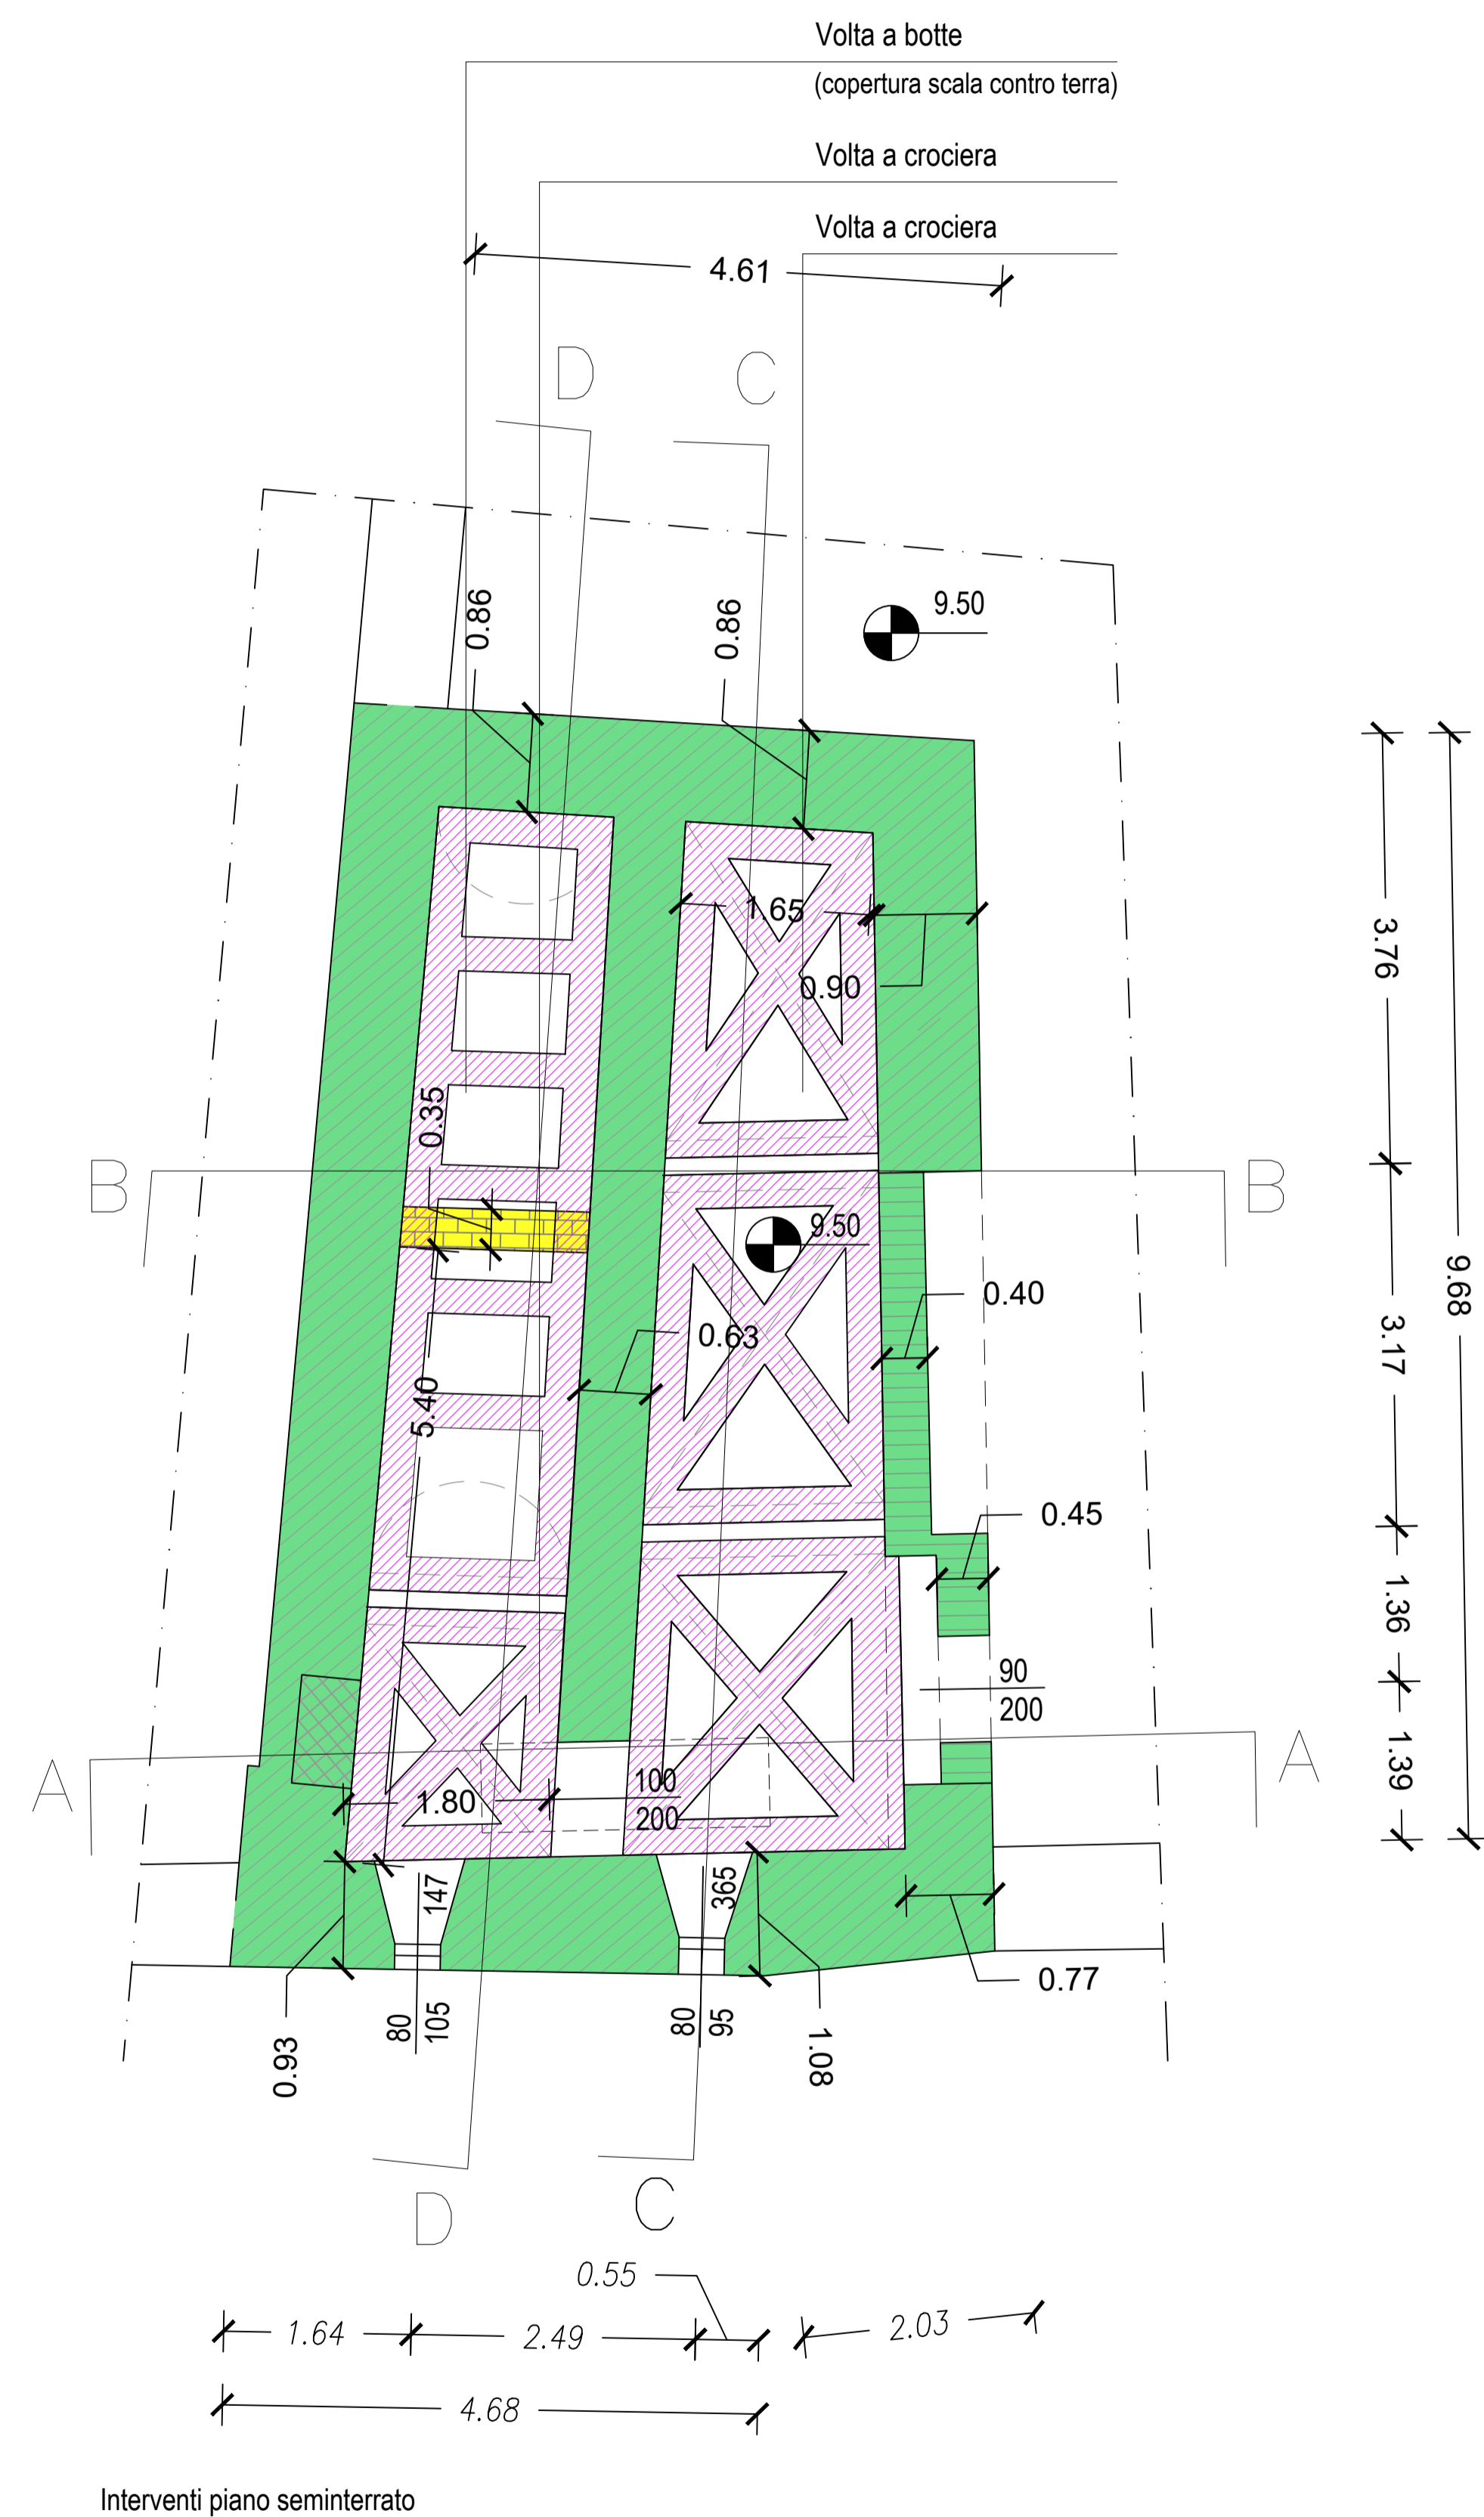 Volta a botte
(copertura scala contro terra)
Volta a crociera
Volta a crociera
4.61
D
C
0.86
0.86
9.50
1.65
0.90
3.76
0.35
B
B
9.50
9.68
0.40
0.63
3.17
5.40
0.45
1.36
90
200
A
A
1.39
1.80
100
200
147
365
0.77
80
105
80
95
0.93
1.08
D
C
0.55
1.64
2.49
2.03
4.68
Interventi piano seminterrato